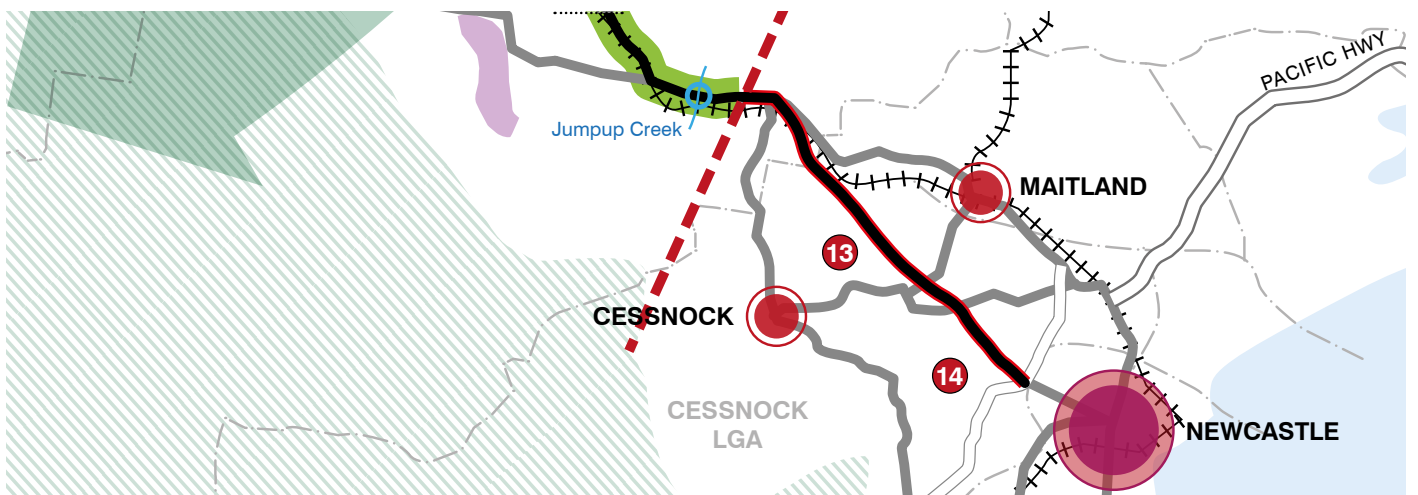 PACIFIC HWY
Jumpup Creek
MAITLAND
13
CESSNOCK
14
CESSNOCK
LGA
NEWCASTLE